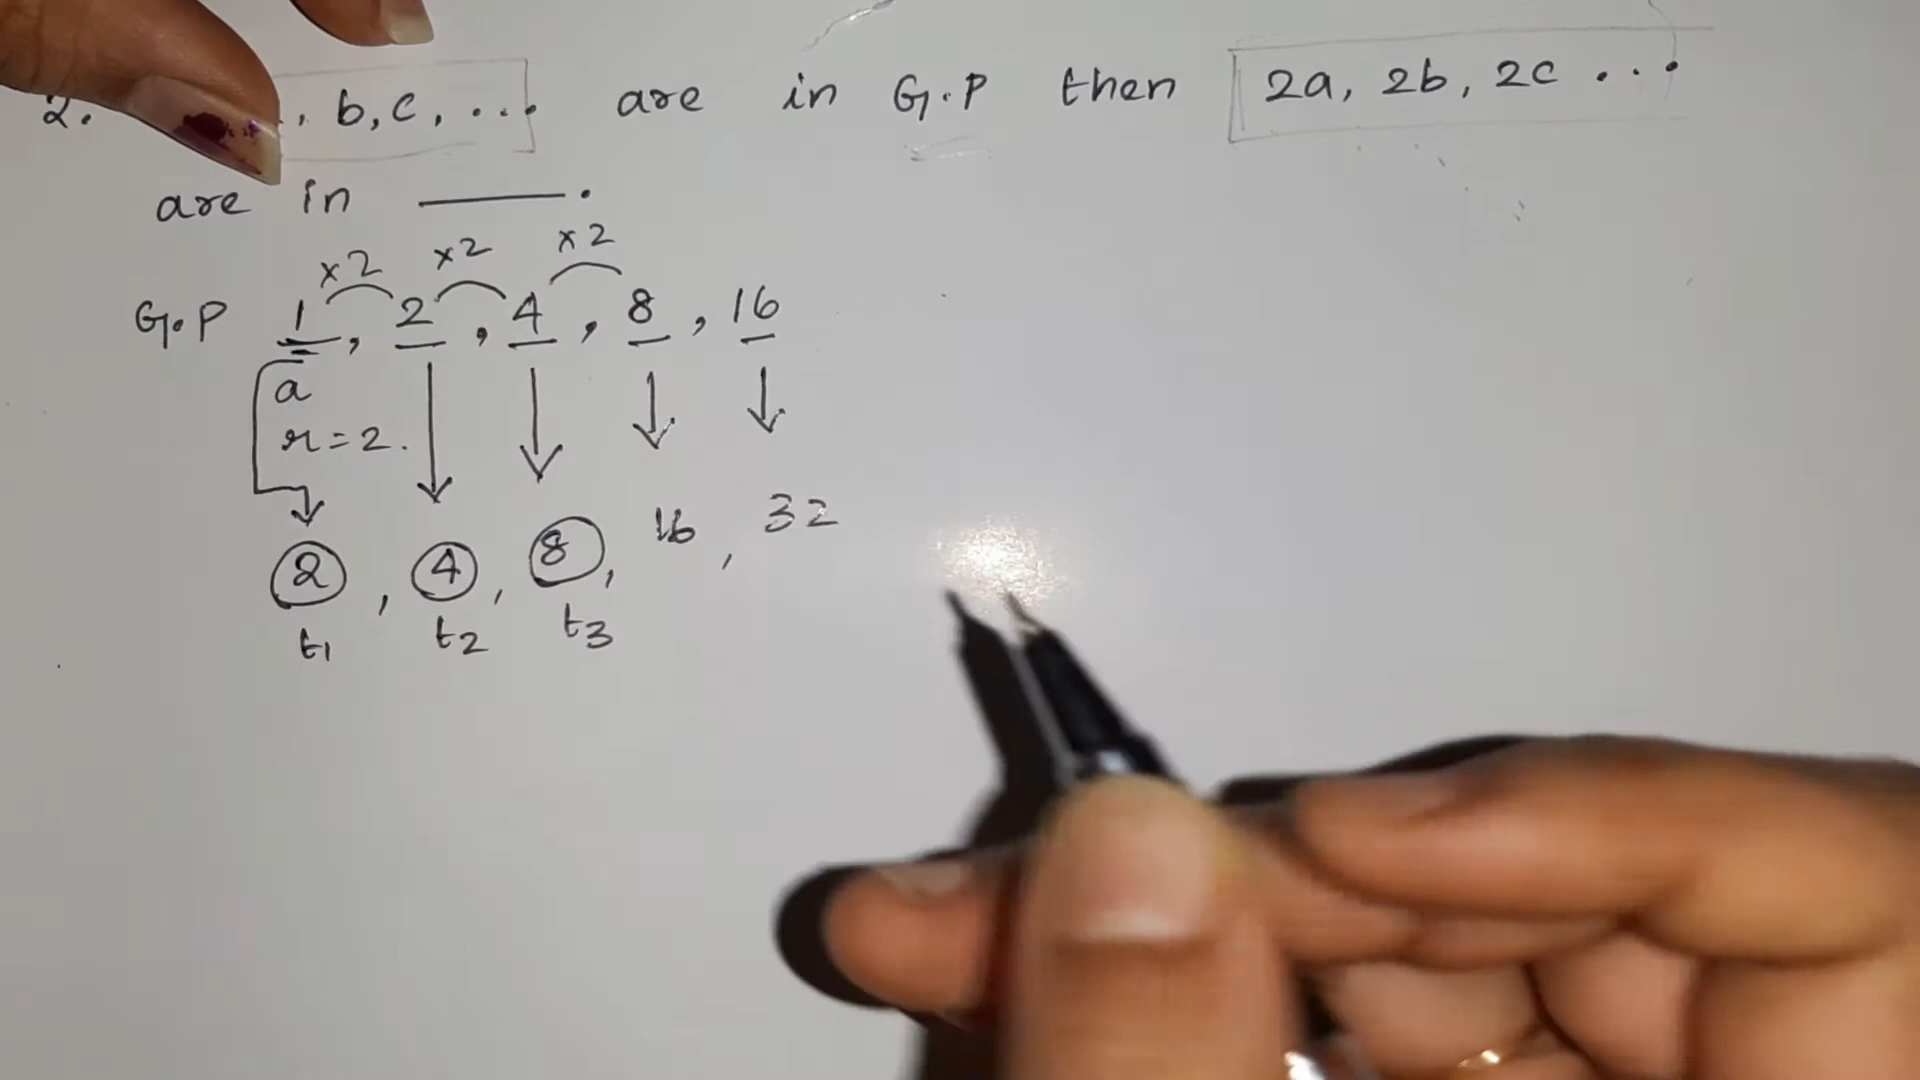 2. , b, c, ... are in G.P then 2a, 2b, 2c ...
are in ______.
×2 ×2 ×2
G.P 1, 2, 4, 8, 16
a
r = 2.
2, 4, 8, 16, 32
t1 t2 t3